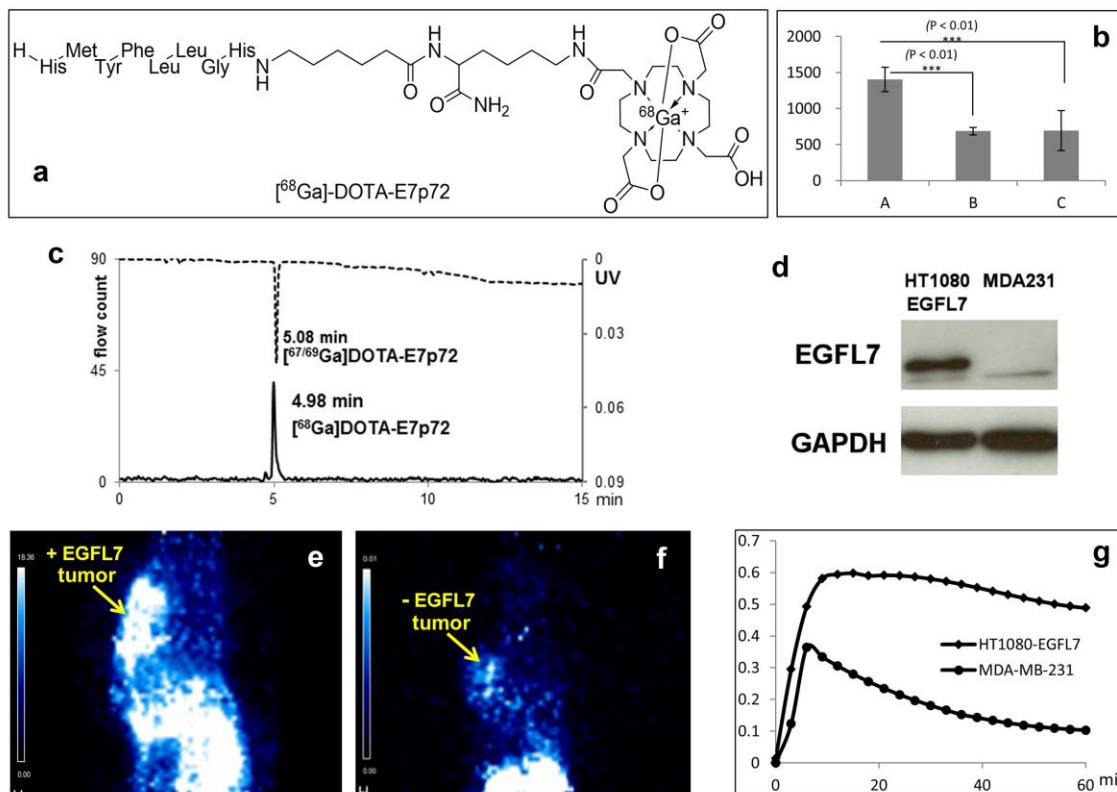 H
His
Met
Tyr
Phe
Leu
Leu
Gly
His
N
H
O
H
N
O
NH2
H
N
O
O
O
N
N
68Ga+
N
N
O
O
O
OH
a
[68Ga]-DOTA-E7p72
b
2000
1500
1000
500
0
(P < 0.01)
***
(P < 0.01)
***
A B C
c
90
45
0
% flow count
0
UV
0.03
0.06
0.09
5.08 min
[67/69Ga]DOTA-E7p72
4.98 min
[68Ga]DOTA-E7p72
0 5 10 15
min
d
HT1080 MDA231
EGFL7
EGFL7
GAPDH
e
18.36
+ EGFL7
tumor
0.00
f
0.01
- EGFL7
tumor
0.00
g
0.7
0.6
0.5
0.4
0.3
0.2
0.1
0
HT1080-EGFL7
MDA-MB-231
0 20 40 60